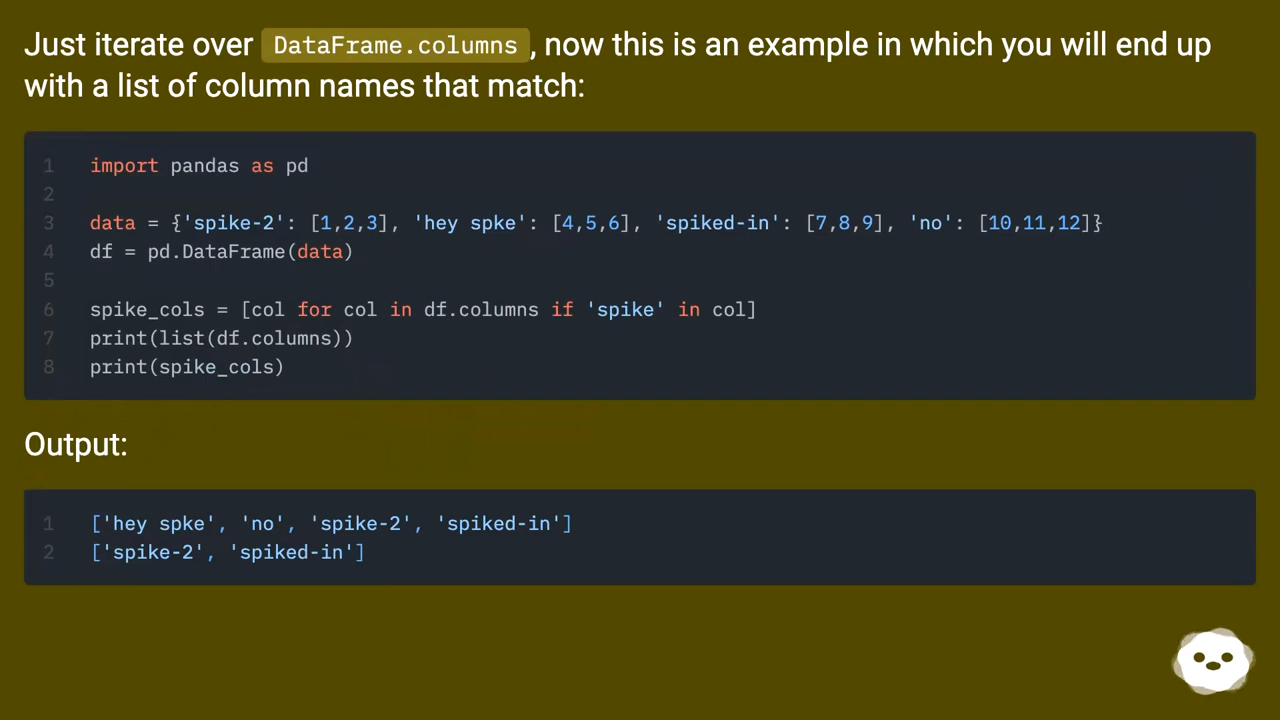 Just iterate over DataFrame.columns, now this is an example in which you will end up
with a list of column names that match:
1 import pandas as pd
2
3 data = {'spike-2': [1,2,3], 'hey spke': [4,5,6], 'spiked-in': [7,8,9], 'no': [10,11,12]}
4 df = pd.DataFrame(data)
5
6 spike_cols = [col for col in df.columns if 'spike' in col]
7 print(list(df.columns))
8 print(spike_cols)
Output:
1 ['hey spke', 'no', 'spike-2', 'spiked-in']
2 ['spike-2', 'spiked-in']